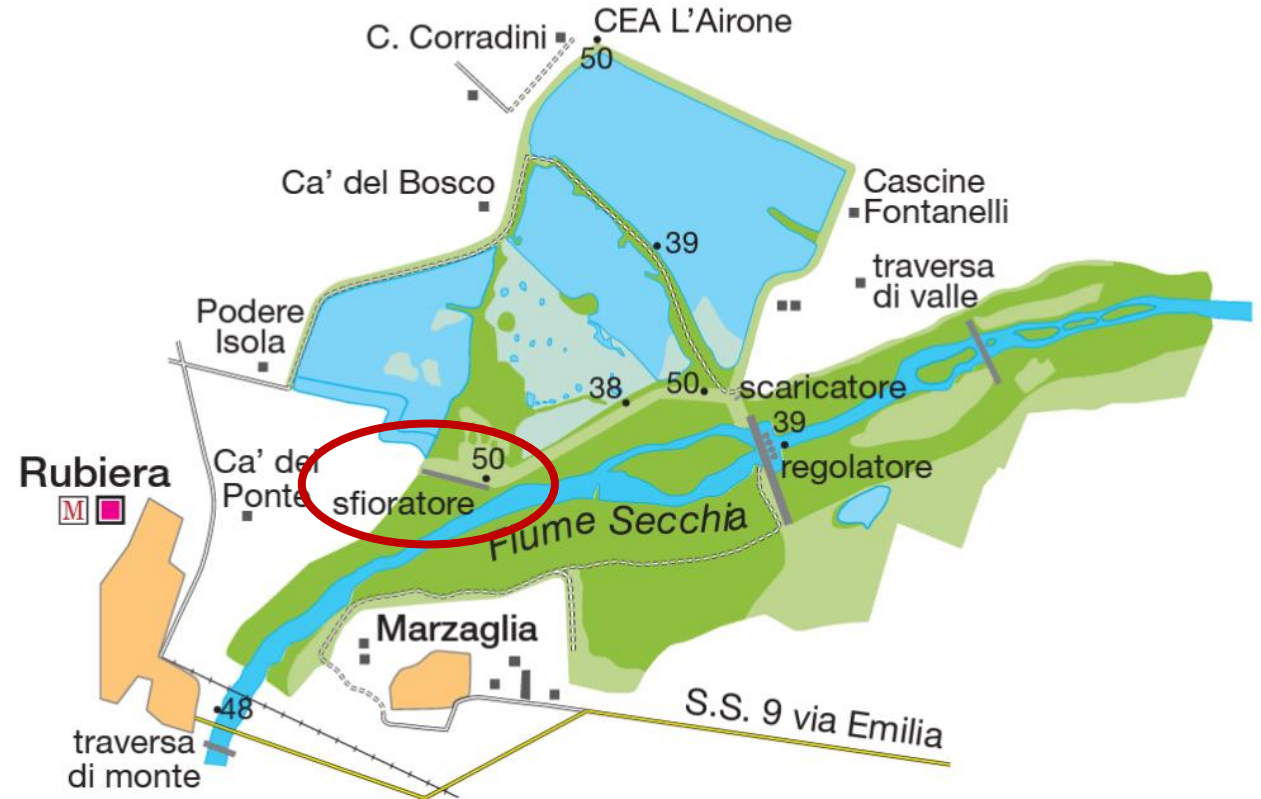 CEA L'Airone
C. Corradini
50
Ca' del Bosco
Cascine
Fontanelli
39
traversa
di valle
Podere
Isola
38
50
scaricatore
39
regolatore
Rubiera
M
Ca' del
Ponte
50
sfioratore
Fiume Secchia
Marzaglia
S.S. 9 via Emilia
48
traversa
di monte